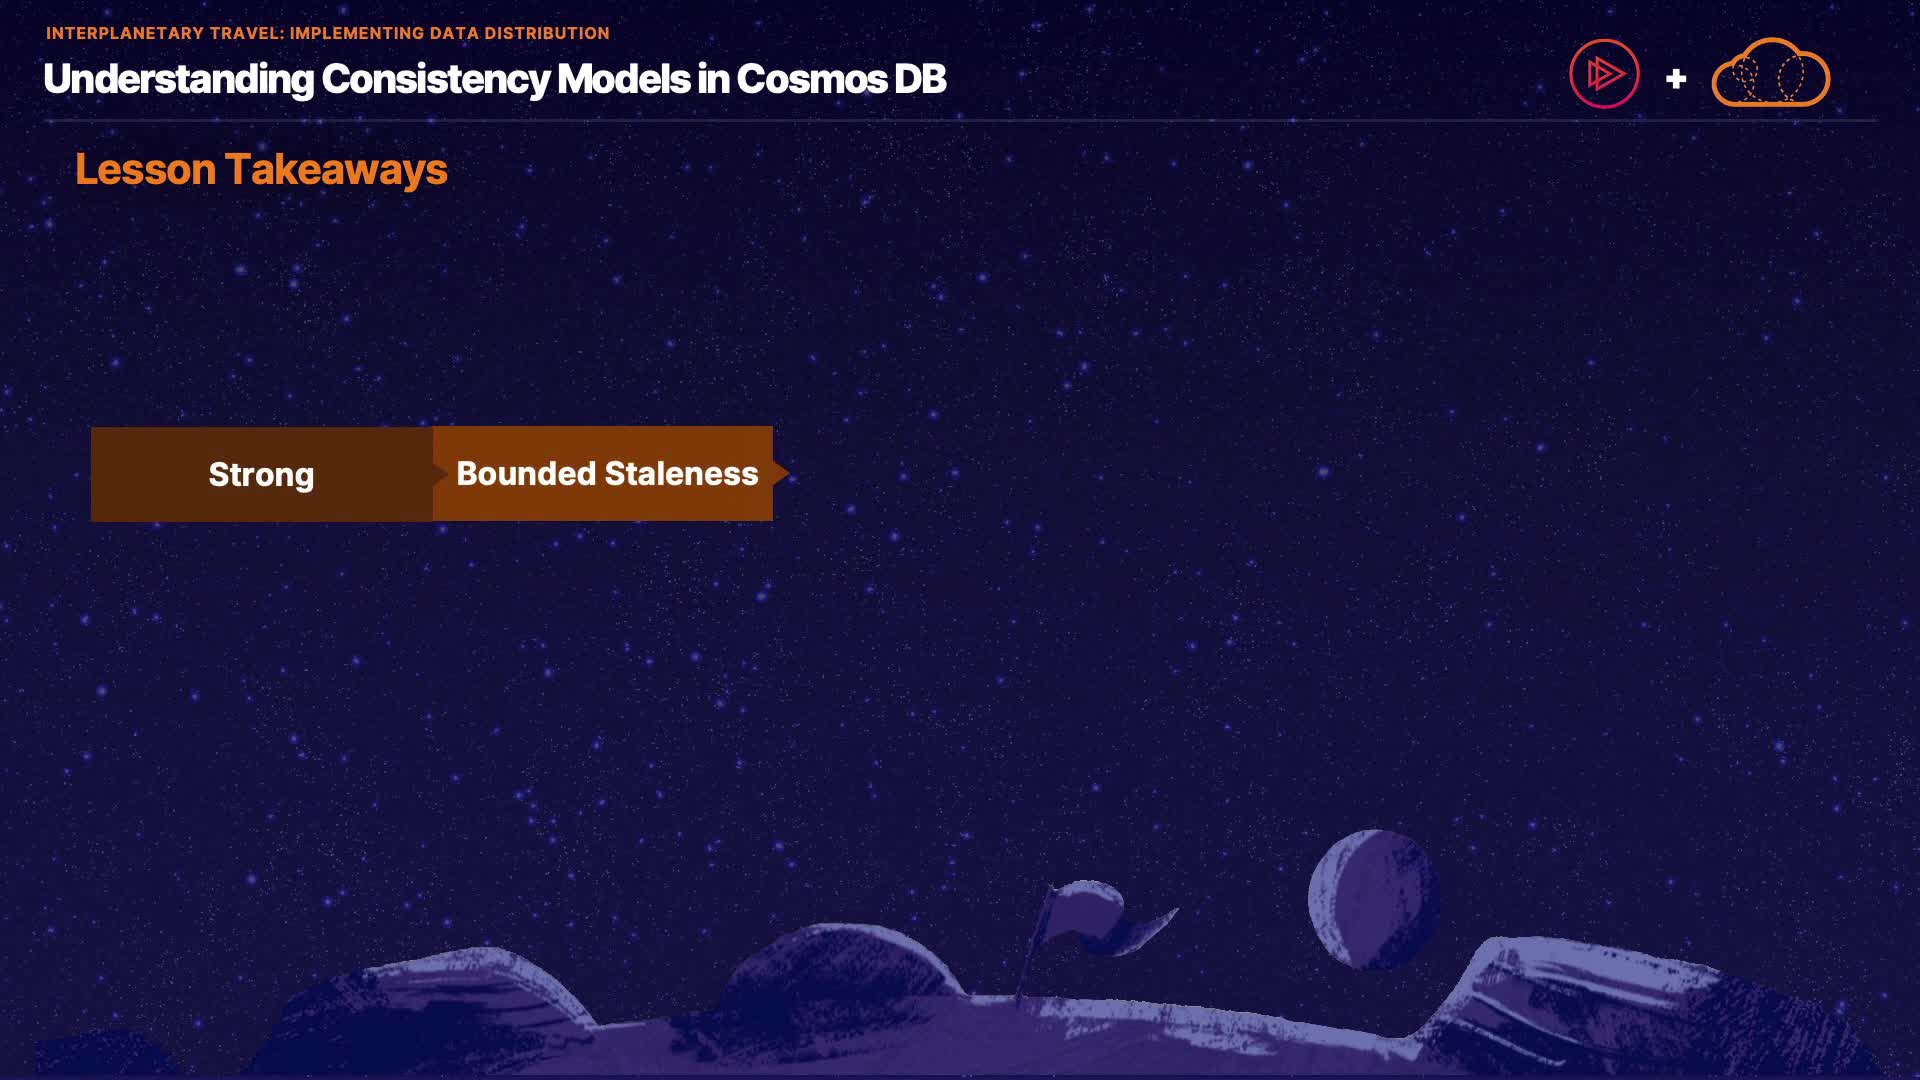 INTERPLANETARY TRAVEL: IMPLEMENTING DATA DISTRIBUTION
Understanding Consistency Models in Cosmos DB
+
Lesson Takeaways
Strong
Bounded Staleness